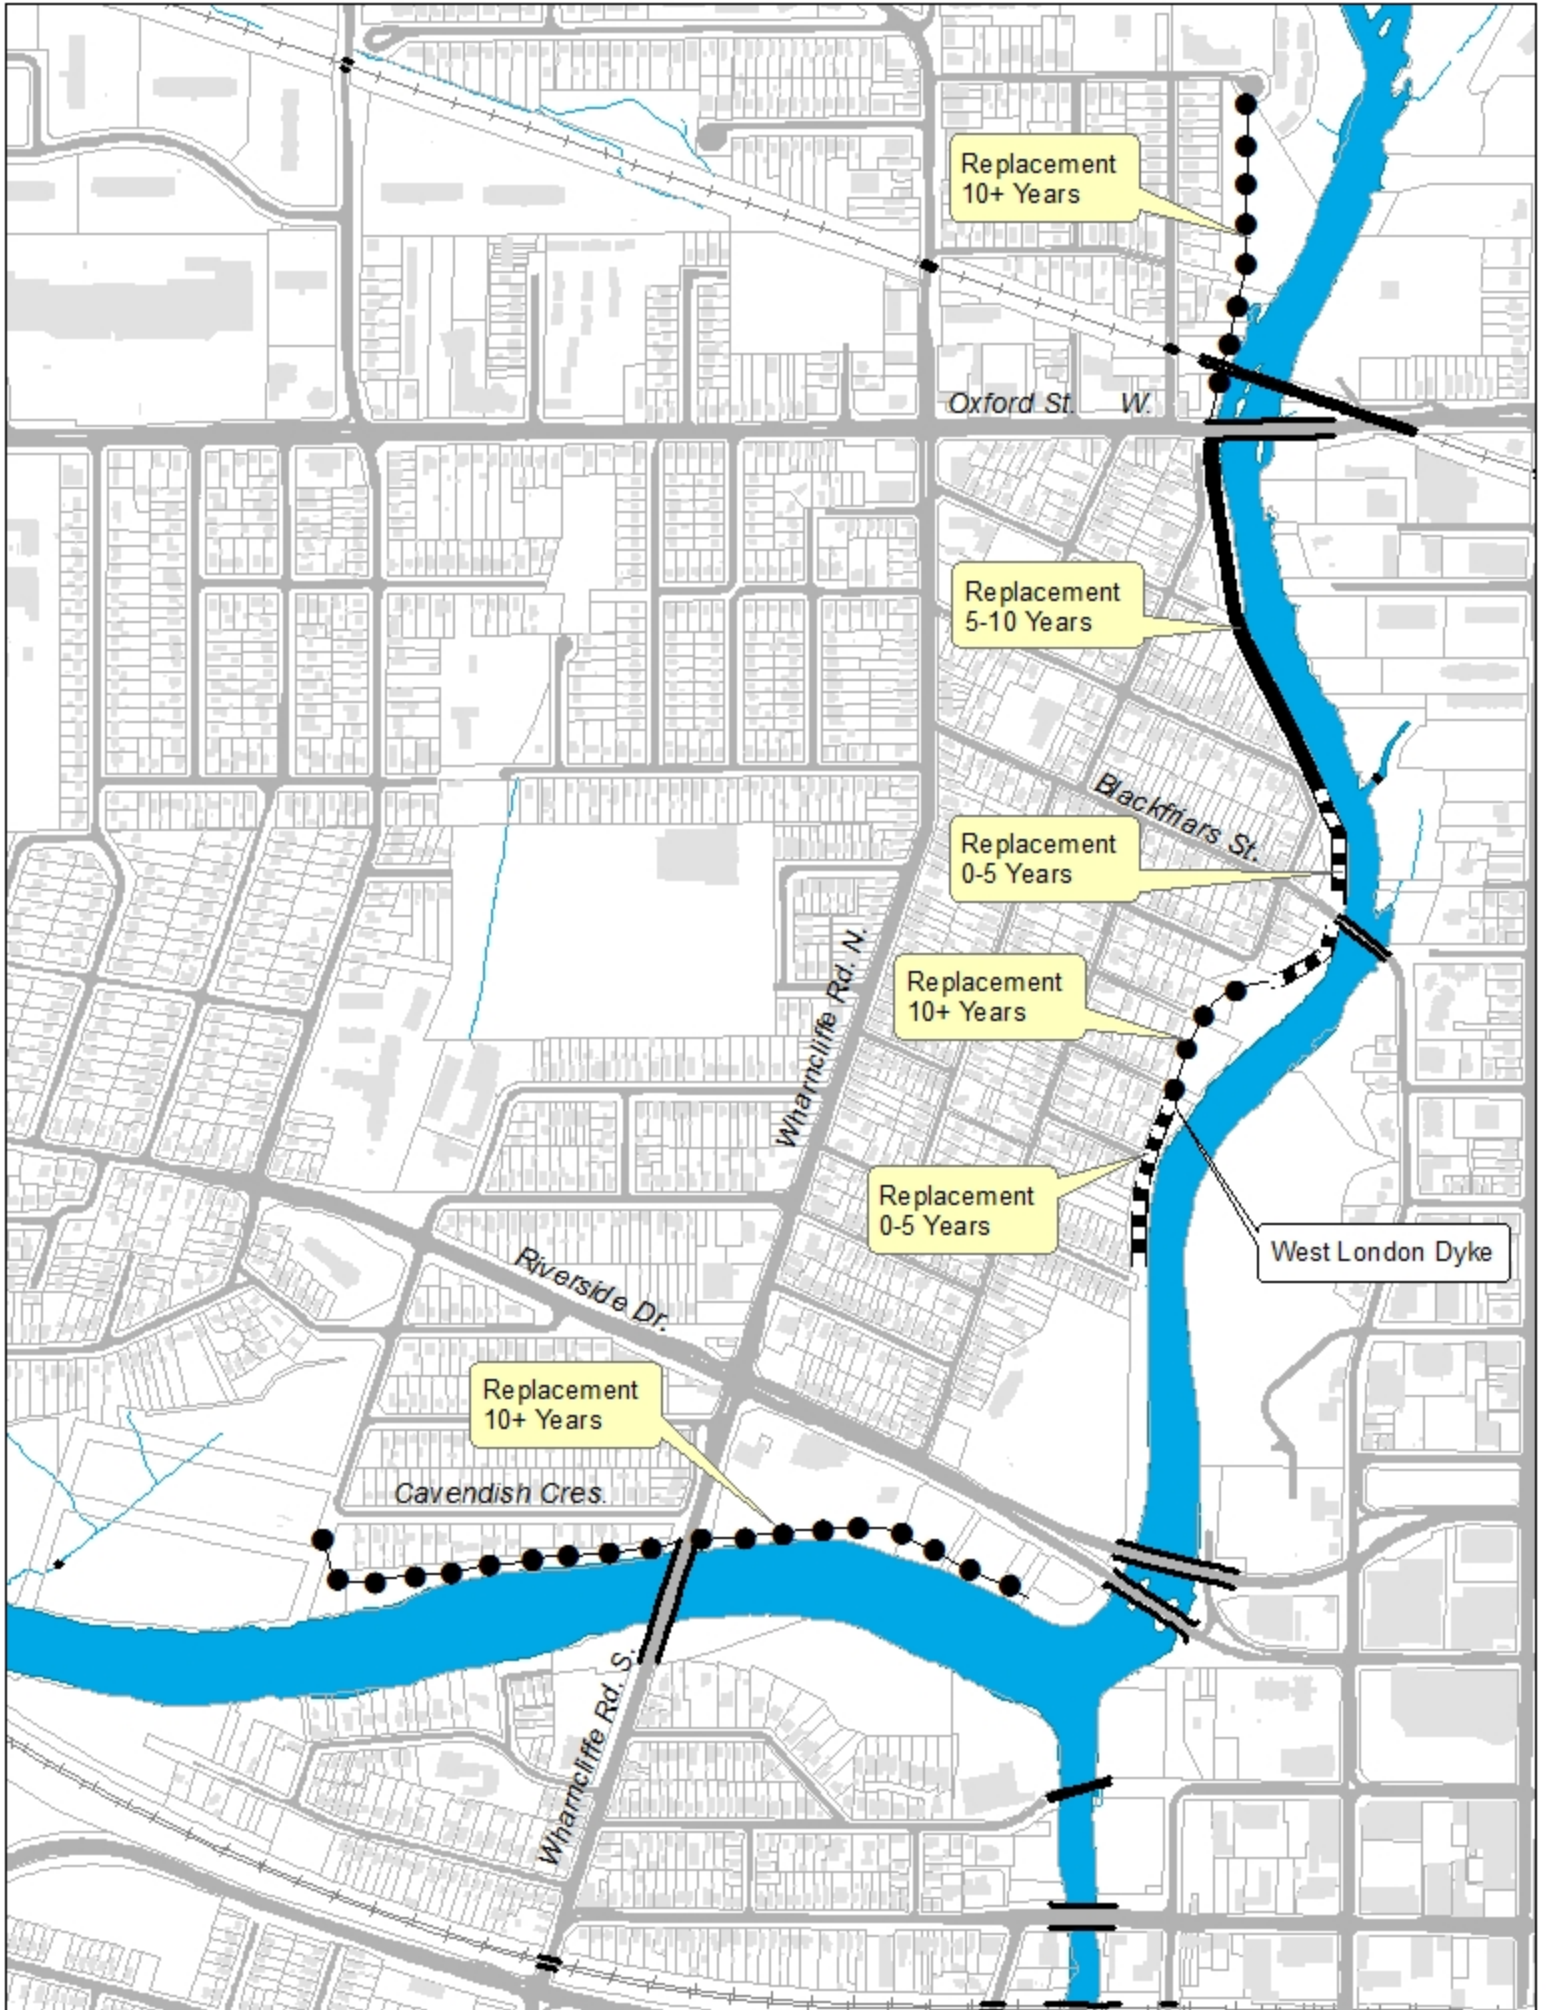 Replacement
10+ Years
Oxford St. W.
Replacement
5-10 Years
Blackfriars St.
Replacement
0-5 Years
Wharncliffe Rd. N.
Replacement
10+ Years
Replacement
0-5 Years
West London Dyke
Riverside Dr.
Replacement
10+ Years
Cavendish Cres.
Wharncliffe Rd. S.